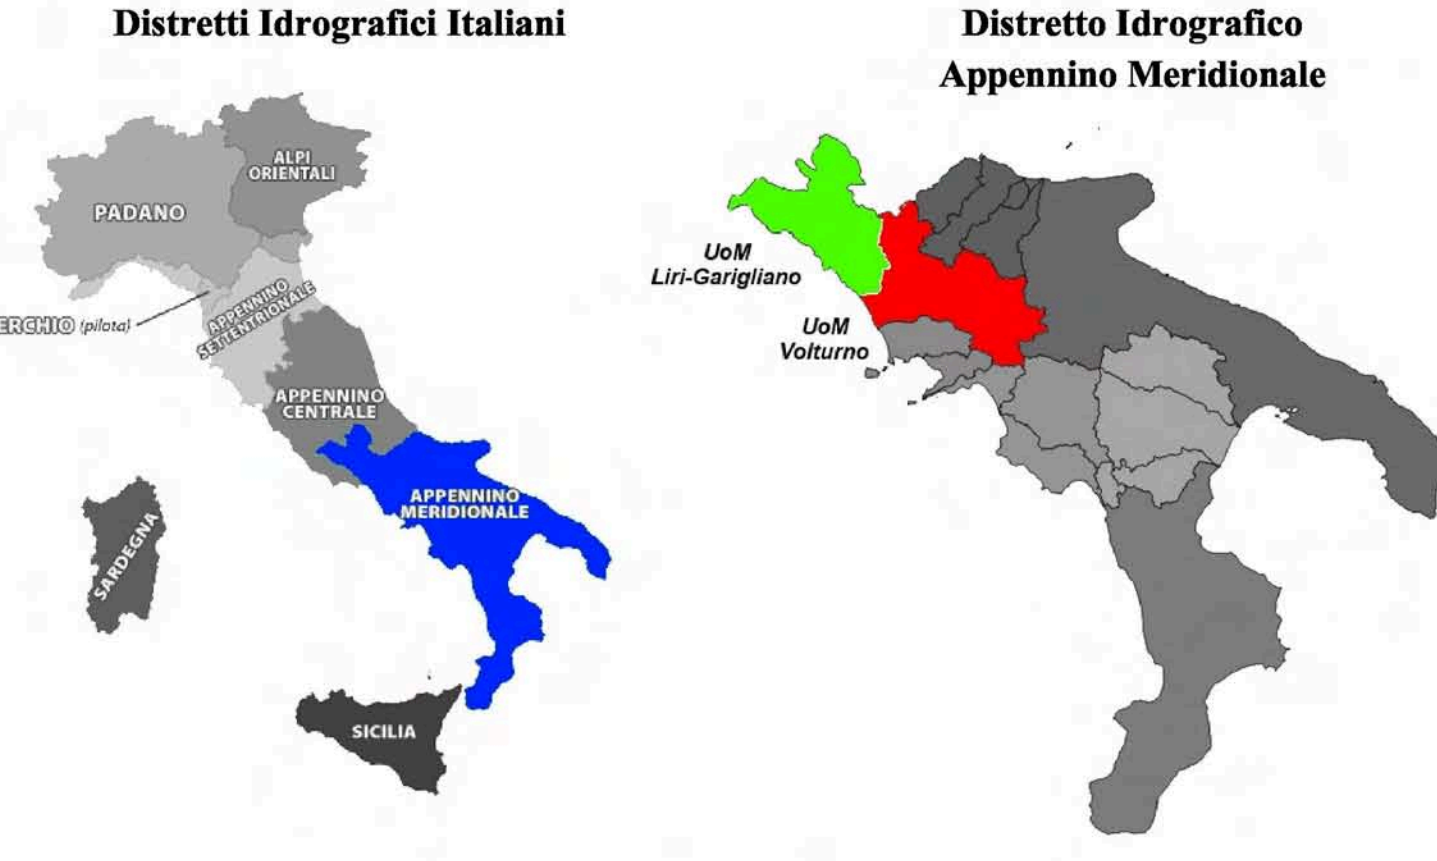 Distretti Idrografici Italiani
ALPI
ORIENTALI
PADANO
ERCHIO (pilota)
APPENNINO
SETTENTRIONALE
APPENNINO
CENTRALE
APPENNINO
MERIDIONALE
SARDEGNA
SICILIA
Distretto Idrografico
Appennino Meridionale
UoM
Liri-Garigliano
UoM
Volturno